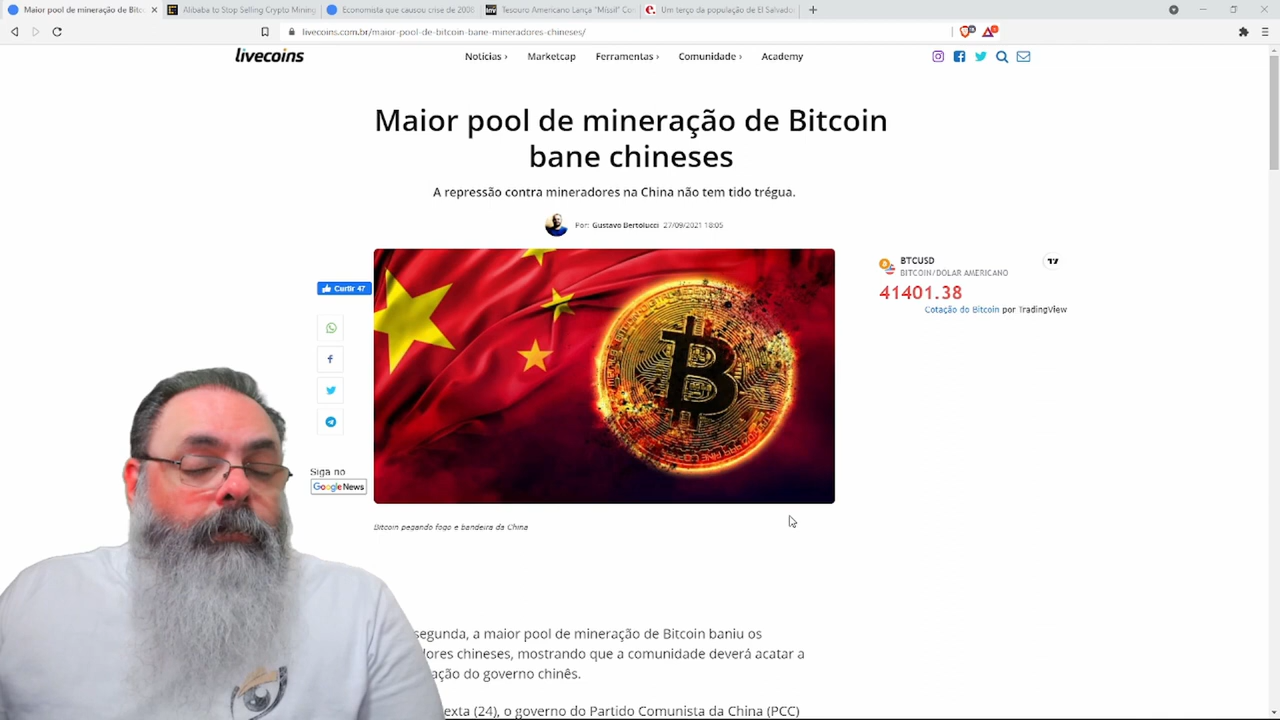 Maior pool de mineração de Bitco
Alibaba to Stop Selling Crypto Mining
Economista que causou crise de 2008
Tesouro Americano Lança "Míssil" Co
Um terço da população de El Salvado
livecoins.com.br/maior-pool-de-bitcoin-bane-mineradores-chineses/
livecoins
Notícias
Marketcap
Ferramentas
Comunidade
Academy
Maior pool de mineração de Bitcoin
bane chineses
A repressão contra mineradores na China não tem tido trégua.
Por: Gustavo Bertolucci 27/09/2021 18:05
Curtir 47
BTCUSD
BITCOIN/DÓLAR AMERICANO
41401.38
Cotação do Bitcoin por TradingView
Siga no
Google News
Bitcoin pegando fogo e bandeira da China
segunda, a maior pool de mineração de Bitcoin baniu os
dores chineses, mostrando que a comunidade deverá acatar a
ação do governo chinês.
exta (24), o governo do Partido Comunista da China (PCC)